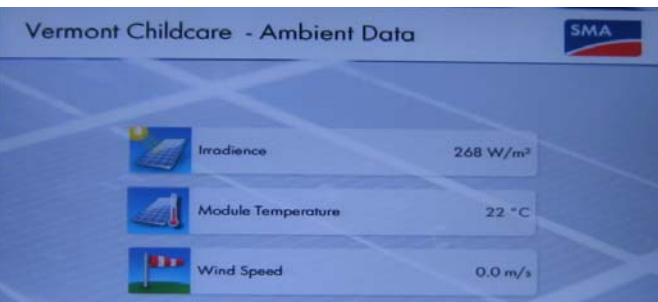 Vermont Childcare - Ambient Data
SMA
Irradience 268 W/m²
Module Temperature 22 °C
Wind Speed 0.0 m/s